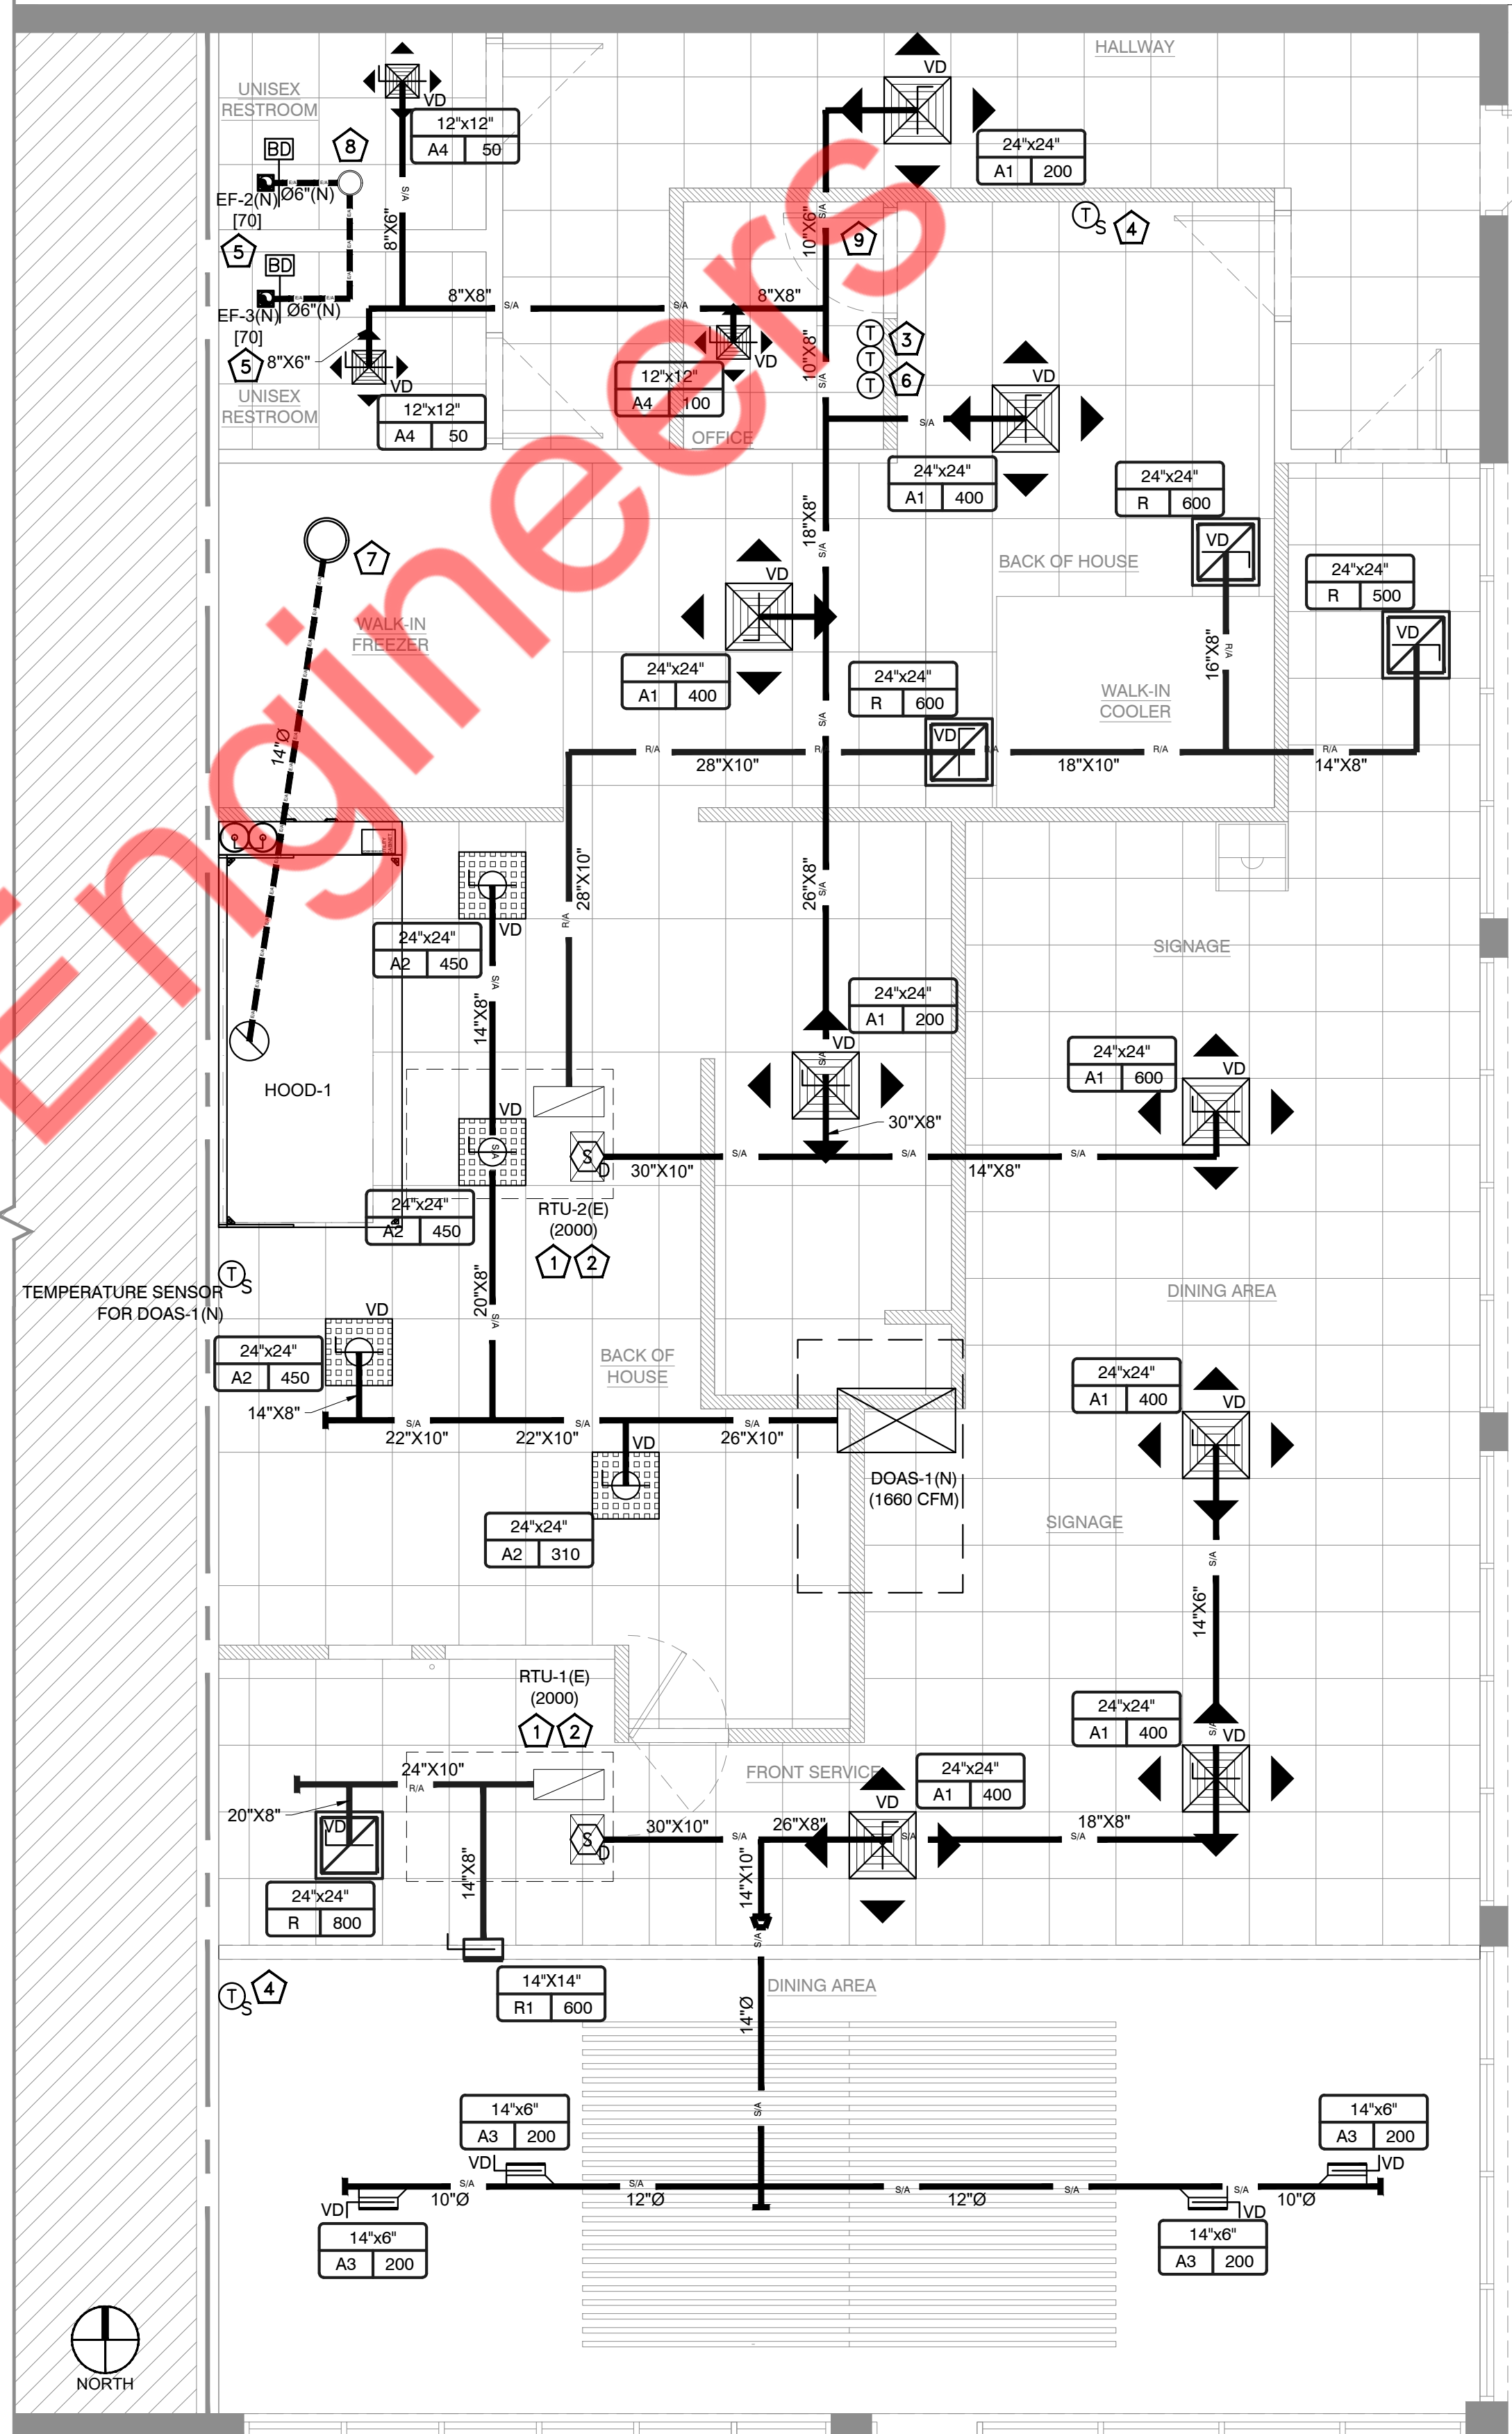 HALLWAY
UNISEX
RESTROOM
VD
VD
12"x12"
A4 50
24"x24"
A1 200
BD
8
EF-2(N)
Ø6"(N)
[70]
5
S/A
8"X6"
S/A
10"X6"
9
T
S
4
BD
EF-3(N)
Ø6"(N)
[70]
5
8"X6"
8"X8"
S/A
S/A
8"X8"
VD
VD
12"x12"
A4 100
OFFICE
10"X8"
S/A
T
T
T
3
6
UNISEX
RESTROOM
12"x12"
A4 50
VD
S/A
24"x24"
A1 400
24"x24"
R 600
18"X8"
S/A
7
VD
BACK OF HOUSE
VD
24"x24"
R 500
VD
WALK-IN
FREEZER
24"x24"
A1 400
24"x24"
R 600
16"X8"
R/A
WALK-IN
COOLER
S/A
14"Ø
VD
R/A
R/A
R/A
R/A
R/A
28"X10"
18"X10"
14"X8"
28"X10"
R/A
26"X8"
S/A
VD
24"x24"
A2 450
SIGNAGE
S/A
14"X8"
24"x24"
A1 200
VD
S/A
24"x24"
A1 600
VD
HOOD-1
VD
S/A
30"X8"
S
D
30"X10"
S/A
S/A
14"X8"
S/A
24"x24"
A2 450
RTU-2(E)
(2000)
1 2
T
S
TEMPERATURE SENSOR
FOR DOAS-1(N)
20"X8"
S/A
DINING AREA
VD
24"x24"
A2 450
BACK OF
HOUSE
24"x24"
A1 400
VD
14"X8"
S/A
S/A
S/A
22"X10"
22"X10"
26"X10"
VD
DOAS-1(N)
(1660 CFM)
24"x24"
A2 310
SIGNAGE
S/A
14"X6"
RTU-1(E)
(2000)
1 2
24"x24"
A1 400
S/A
VD
24"X10"
R/A
FRONT SERVICE
24"x24"
A1 400
VD
20"X8"
VD
S
D
30"X10"
S/A
26"X8"
S/A
18"X8"
S/A
14"X8"
14"X10"
24"x24"
R 800
S/A
T
S
4
14"X14"
R1 600
DINING AREA
14"Ø
S/A
14"x6"
A3 200
14"x6"
A3 200
VD
VD
S/A
S/A
S/A
S/A
S/A
10"Ø
12"Ø
12"Ø
10"Ø
VD
VD
14"x6"
A3 200
14"x6"
A3 200
NORTH
Engineers